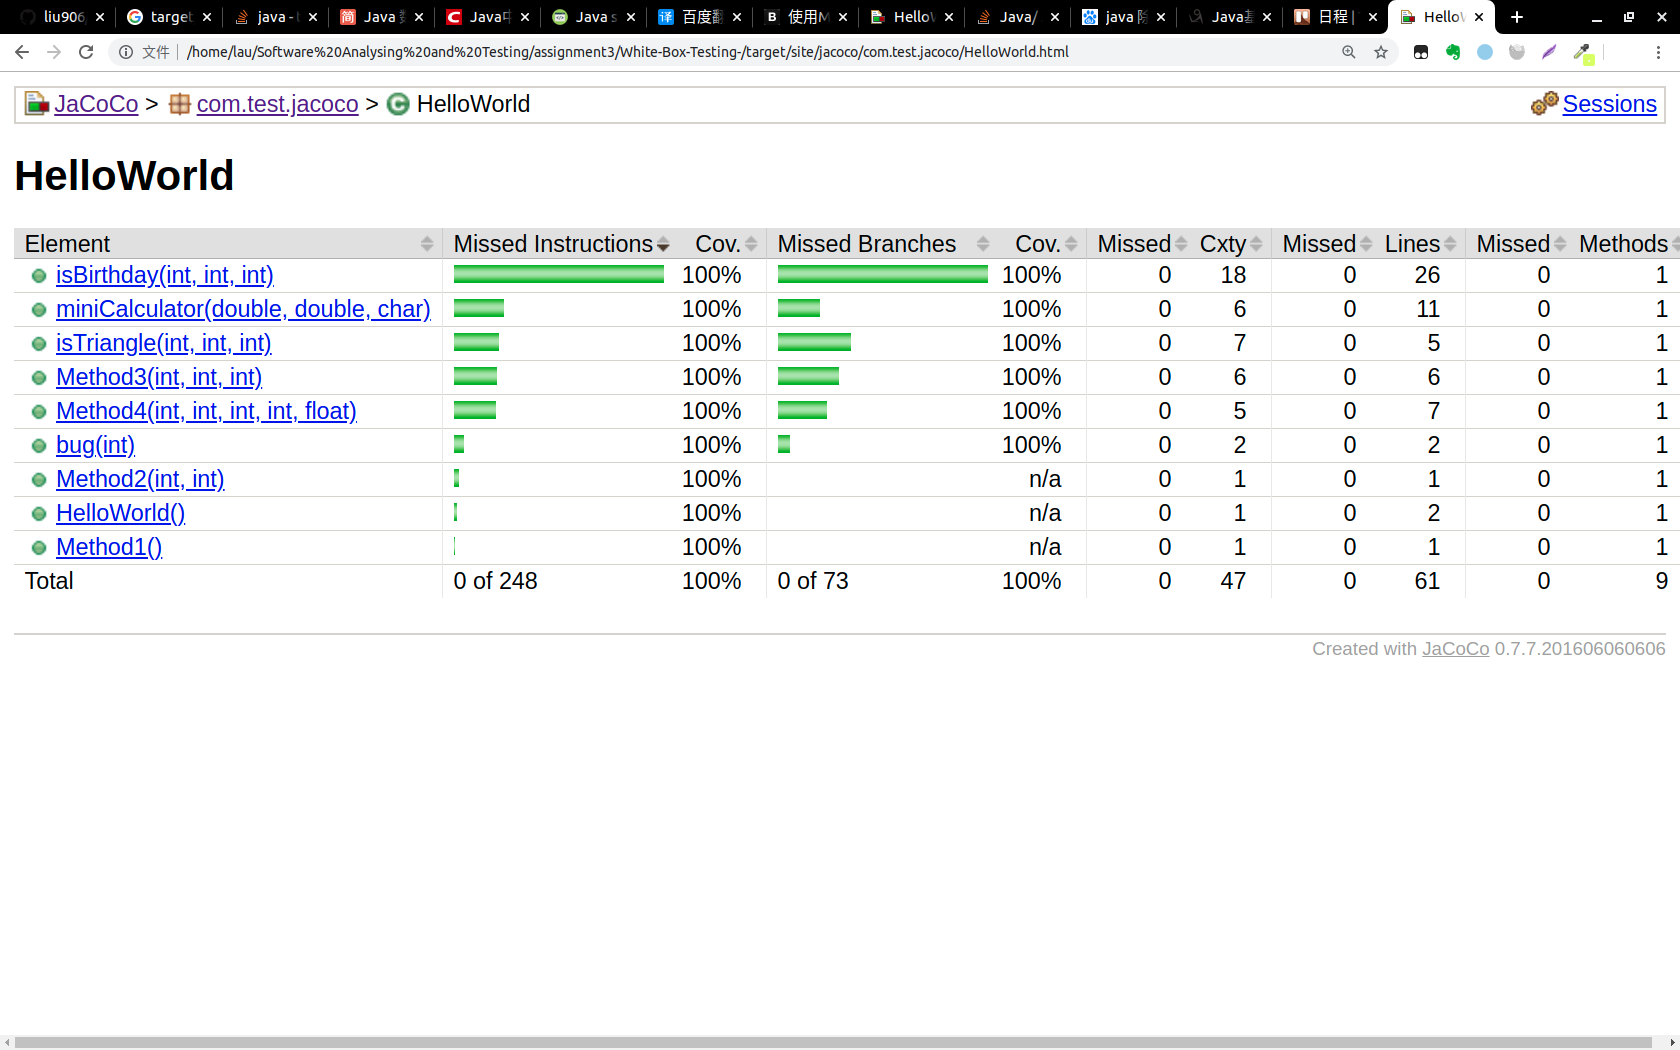 liu906 target java - t Java Java Java s 百度 使用M HelloW Java/ java Java 日程 | HelloW
文件 /home/lau/Software%20Analysing%20and%20Testing/assignment3/White-Box-Testing-/target/site/jacoco/com.test.jacoco/HelloWorld.html
JaCoCo > com.test.jacoco > HelloWorld Sessions
HelloWorld
Element Missed Instructions Cov. Missed Branches Cov. Missed Cxty Missed Lines Missed Methods
isBirthday(int, int, int) 100% 100% 0 18 0 26 0 1
miniCalculator(double, double, char) 100% 100% 0 6 0 11 0 1
isTriangle(int, int, int) 100% 100% 0 7 0 5 0 1
Method3(int, int, int) 100% 100% 0 6 0 6 0 1
Method4(int, int, int, int, float) 100% 100% 0 5 0 7 0 1
bug(int) 100% 100% 0 2 0 2 0 1
Method2(int, int) 100% n/a 0 1 0 1 0 1
HelloWorld() 100% n/a 0 1 0 2 0 1
Method1() 100% n/a 0 1 0 1 0 1
Total 0 of 248 100% 0 of 73 100% 0 47 0 61 0 9
Created with JaCoCo 0.7.7.201606060606